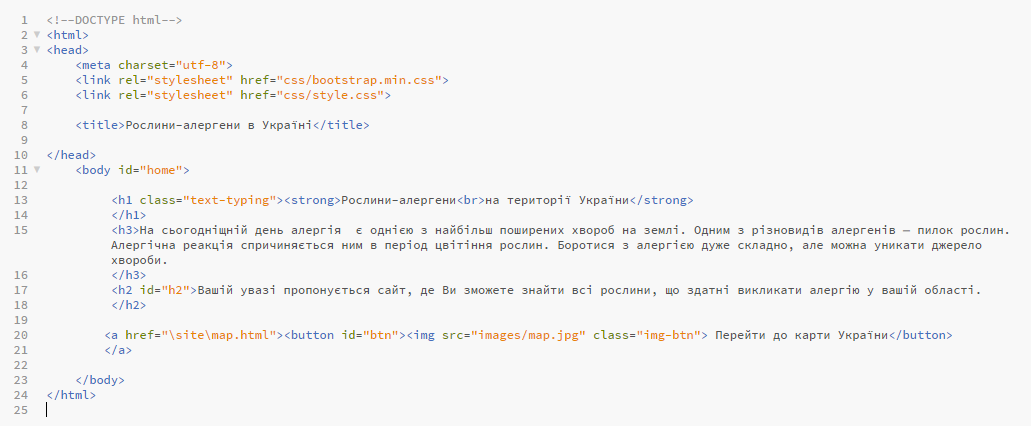 1 <!--DOCTYPE html-->
2 <html>
3 <head>
4 <meta charset="utf-8">
5 <link rel="stylesheet" href="css/bootstrap.min.css">
6 <link rel="stylesheet" href="css/style.css">
7
8 <title>Рослини-алергени в Україні</title>
9
10 </head>
11 <body id="home">
12
13 <h1 class="text-typing"><strong>Рослини-алергени<br>на території України</strong>
14 </h1>
15 <h3>На сьогодніщній день алергія  є однією з найбільш поширених хвороб на землі. Одним з різновидів алергенів — пилок рослин.
Алергічна реакція спричиняється ним в період цвітіння рослин. Боротися з алергією дуже складно, але можна уникати джерело
хвороби.
16 </h3>
17 <h2 id="h2">Вашій увазі пропонується сайт, де Ви зможете знайти всі рослини, що здатні викликати алергію у вашій області.
18 </h2>
19
20 <a href="\site\map.html"><button id="btn"><img src="images/map.jpg" class="img-btn"> Перейти до карти України</button>
21 </a>
22
23 </body>
24 </html>
25